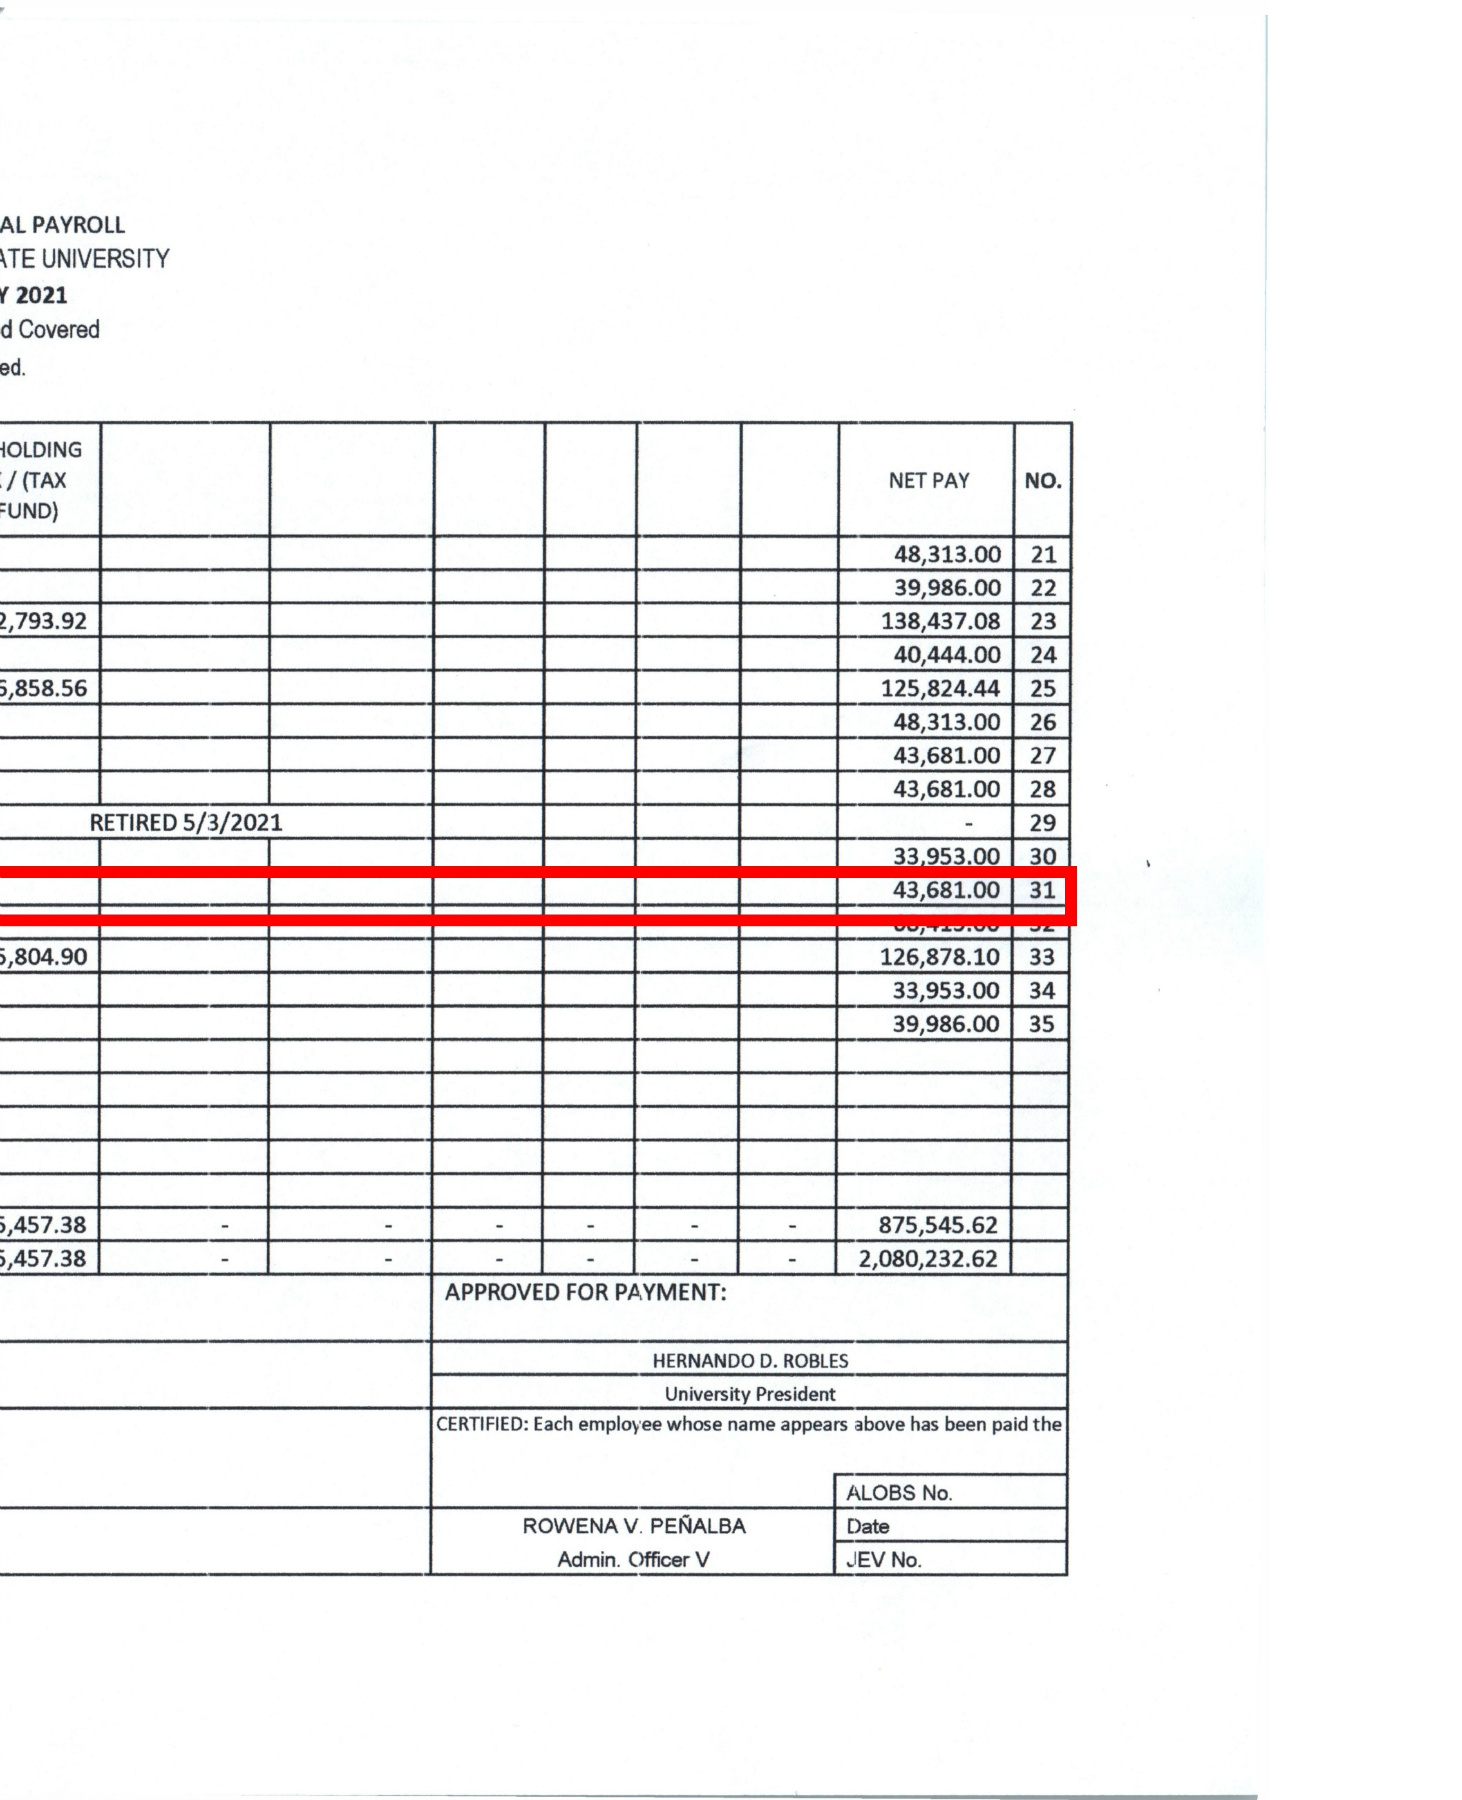 AL PAYROLL
ATE UNIVERSITY
Y 2021
d Covered
ed.
HOLDING
/ (TAX NET PAY NO.
FUND)
48,313.00 21
39,986.00 22
2,793.92 138,437.08 23
40,444.00 24
6,858.56 125,824.44 25
48,313.00 26
43,681.00 27
43,681.00 28
RETIRED 5/3/2021 - 29
33,953.00 30
43,681.00 31
32
5,804.90 126,878.10 33
33,953.00 34
39,986.00 35
5,457.38 - - - - - - 875,545.62
5,457.38 - - - - - - 2,080,232.62
APPROVED FOR PAYMENT:
HERNANDO D. ROBLES
University President
CERTIFIED: Each employee whose name appears above has been paid the
ALOBS No.
ROWENA V. PEÑALBA Date
Admin. Officer V JEV No.